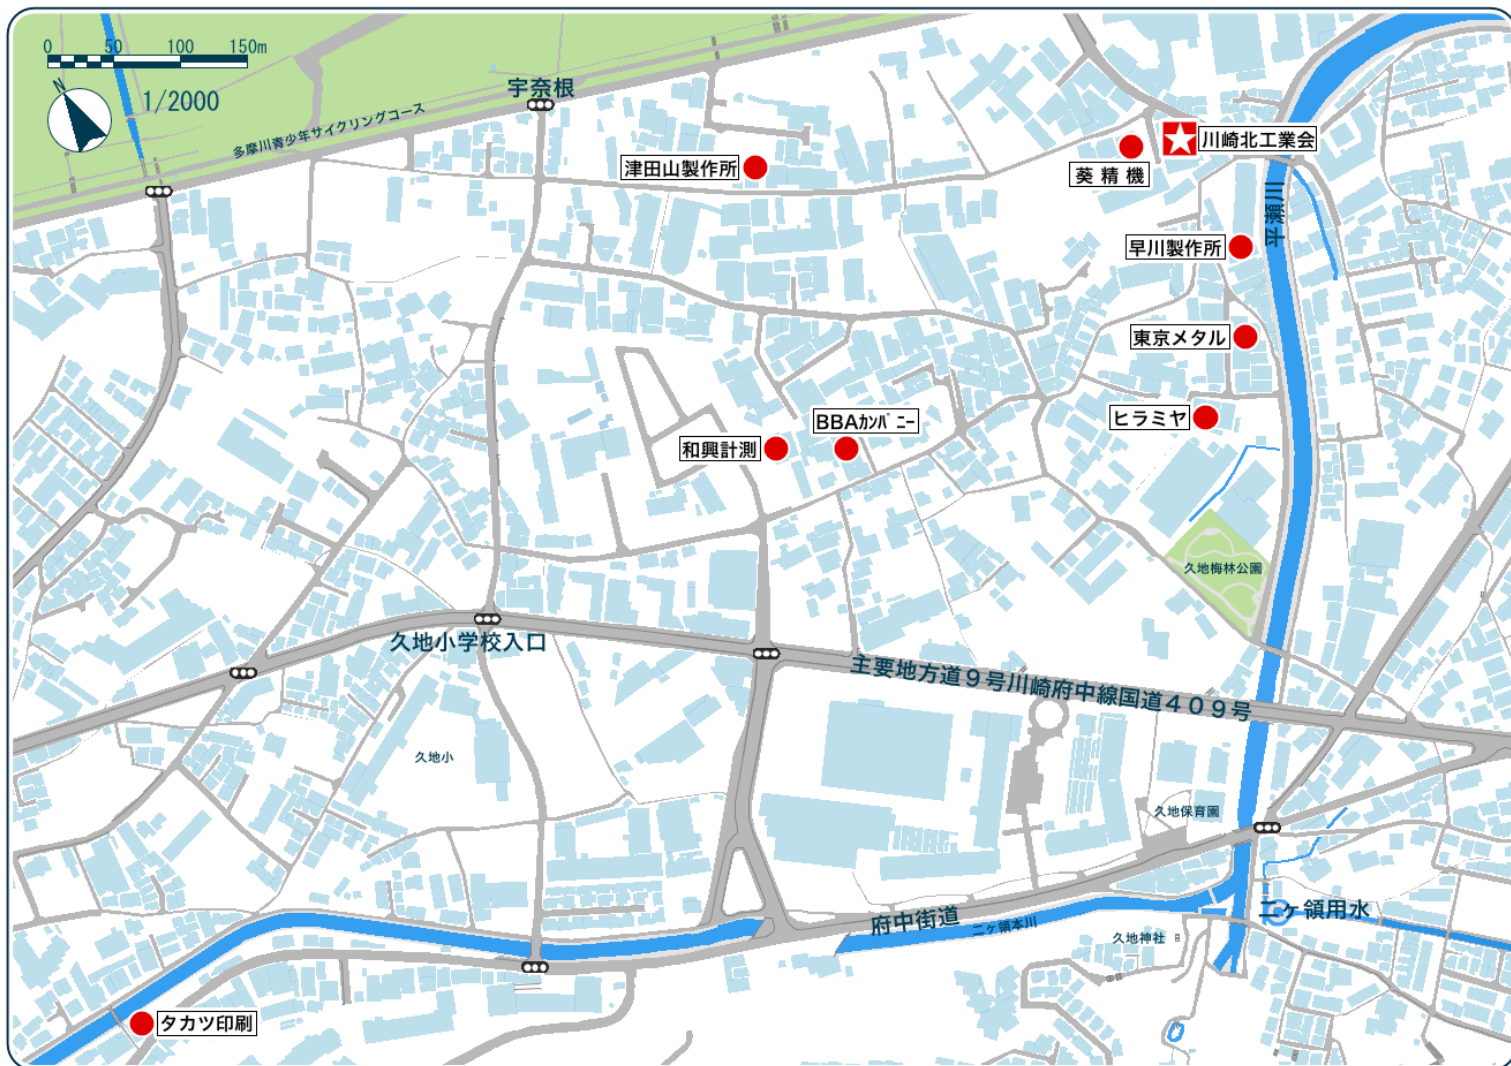 0 50 100 150m
N
1/2000
宇奈根
多摩川青少年サイクリングコース
川崎北工業会
津田山製作所
葵精機
平瀬川
早川製作所
東京メタル
BBAカンパニー
ヒラミヤ
和興計測
久地梅林公園
久地小学校入口
主要地方道9号川崎府中線国道409号
久地小
久地保育園
府中街道
二ヶ領本川
二ヶ領用水
久地神社
タカツ印刷